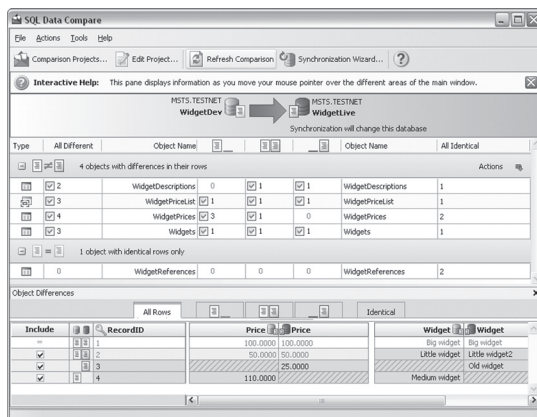 SQL Data Compare
File Actions Tools Help
Comparison Projects... Edit Project... Refresh Comparison Synchronization Wizard...
Interactive Help: This pane displays information as you move your mouse pointer over the different areas of the main window.
MSTS.TESTNET MSTS.TESTNET
WidgetDev WidgetLive
Synchronization will change this database
Type All Different Object Name Object Name All Identical
4 objects with differences in their rows Actions
2 WidgetDescriptions 0 1 1 WidgetDescriptions 1
3 WidgetPriceList 1 1 1 WidgetPriceList 1
4 WidgetPrices 3 1 0 WidgetPrices 2
3 Widgets 1 1 1 Widgets 1
1 object with identical rows only
0 WidgetReferences 0 0 0 WidgetReferences 2
Object Differences
All Rows Identical
Include RecordID Price Price Widget Widget
= 1 100.0000 100.0000 Big widget Big widget
2 50.0000 50.0000 Little widget Little widget2
3 25.0000 Old widget
4 110.0000 Medium widget